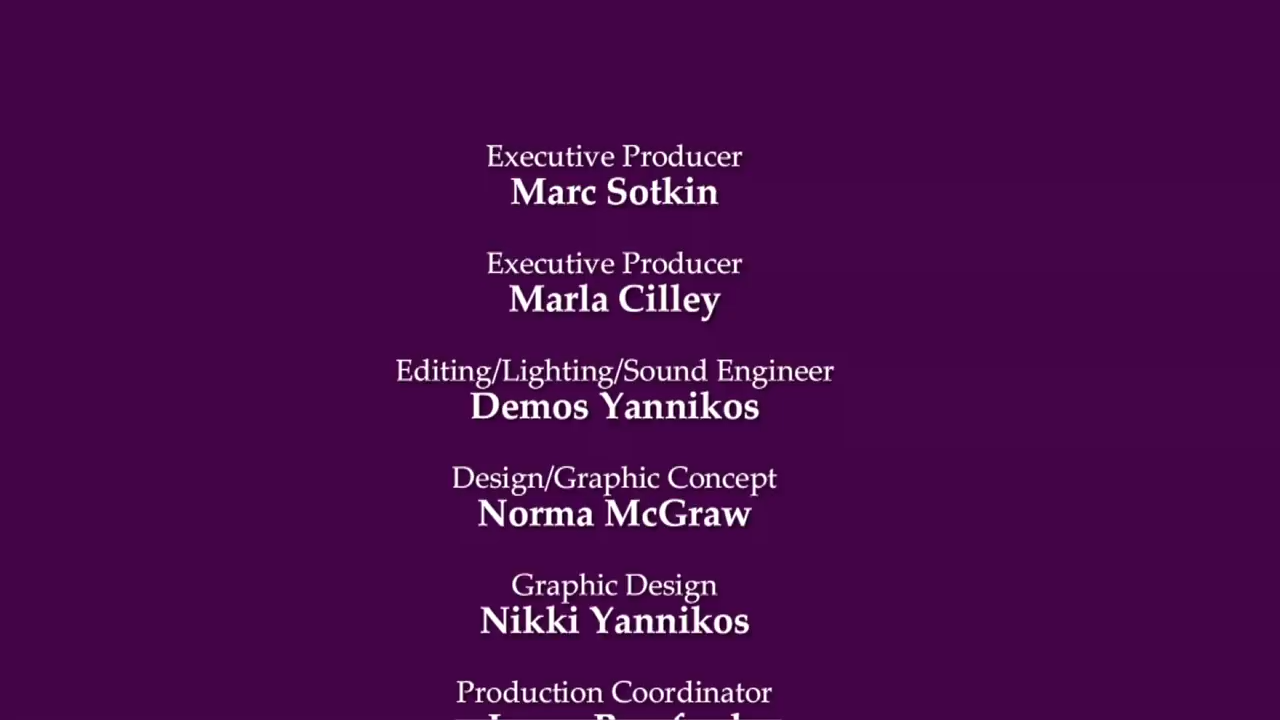 Executive Producer
Marc Sotkin
Executive Producer
Marla Cilley
Editing/Lighting/Sound Engineer
Demos Yannikos
Design/Graphic Concept
Norma McGraw
Graphic Design
Nikki Yannikos
Production Coordinator